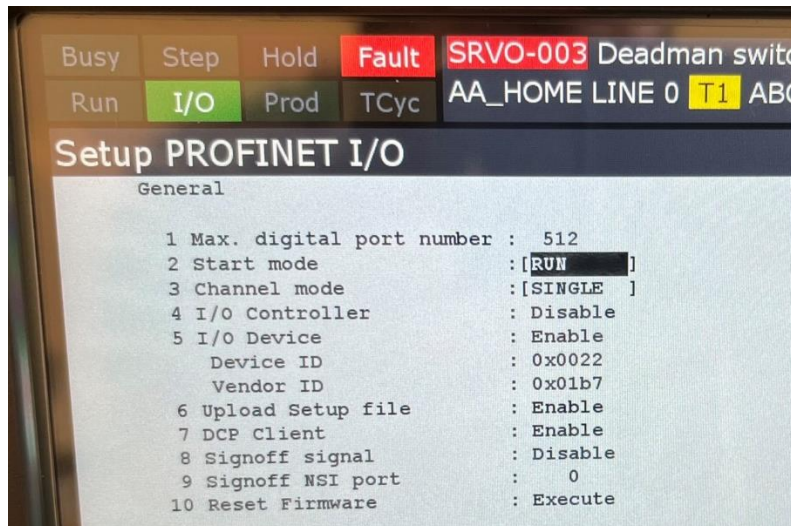 Busy Step Hold Fault SRVO-003 Deadman switc
Run I/O Prod TCyc AA_HOME LINE 0 T1 ABO
Setup PROFINET I/O
General
1 Max. digital port number : 512
2 Start mode :[RUN ]
3 Channel mode :[SINGLE ]
4 I/O Controller : Disable
5 I/O Device : Enable
Device ID : 0x0022
Vendor ID : 0x01b7
6 Upload Setup file : Enable
7 DCP Client : Enable
8 Signoff signal : Disable
9 Signoff NSI port : 0
10 Reset Firmware : Execute